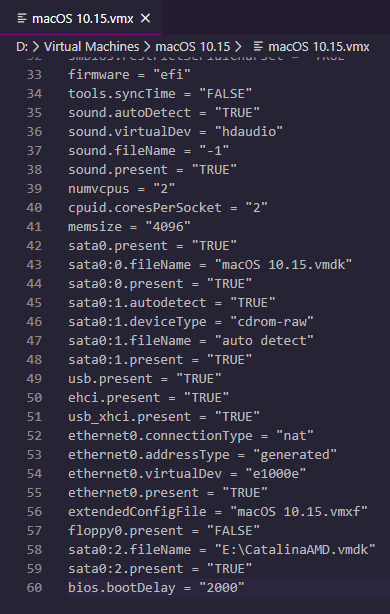 macOS 10.15.vmx ×
D: > Virtual Machines > macOS 10.15 > macOS 10.15.vmx
32 smbios.restrictSerialCharset = "TRUE"
33 firmware = "efi"
34 tools.syncTime = "FALSE"
35 sound.autoDetect = "TRUE"
36 sound.virtualDev = "hdaudio"
37 sound.fileName = "-1"
38 sound.present = "TRUE"
39 numvcpus = "2"
40 cpuid.coresPerSocket = "2"
41 memsize = "4096"
42 sata0.present = "TRUE"
43 sata0:0.fileName = "macOS 10.15.vmdk"
44 sata0:0.present = "TRUE"
45 sata0:1.autodetect = "TRUE"
46 sata0:1.deviceType = "cdrom-raw"
47 sata0:1.fileName = "auto detect"
48 sata0:1.present = "TRUE"
49 usb.present = "TRUE"
50 ehci.present = "TRUE"
51 usb_xhci.present = "TRUE"
52 ethernet0.connectionType = "nat"
53 ethernet0.addressType = "generated"
54 ethernet0.virtualDev = "e1000e"
55 ethernet0.present = "TRUE"
56 extendedConfigFile = "macOS 10.15.vmxf"
57 floppy0.present = "FALSE"
58 sata0:2.fileName = "E:\CatalinaAMD.vmdk"
59 sata0:2.present = "TRUE"
60 bios.bootDelay = "2000"